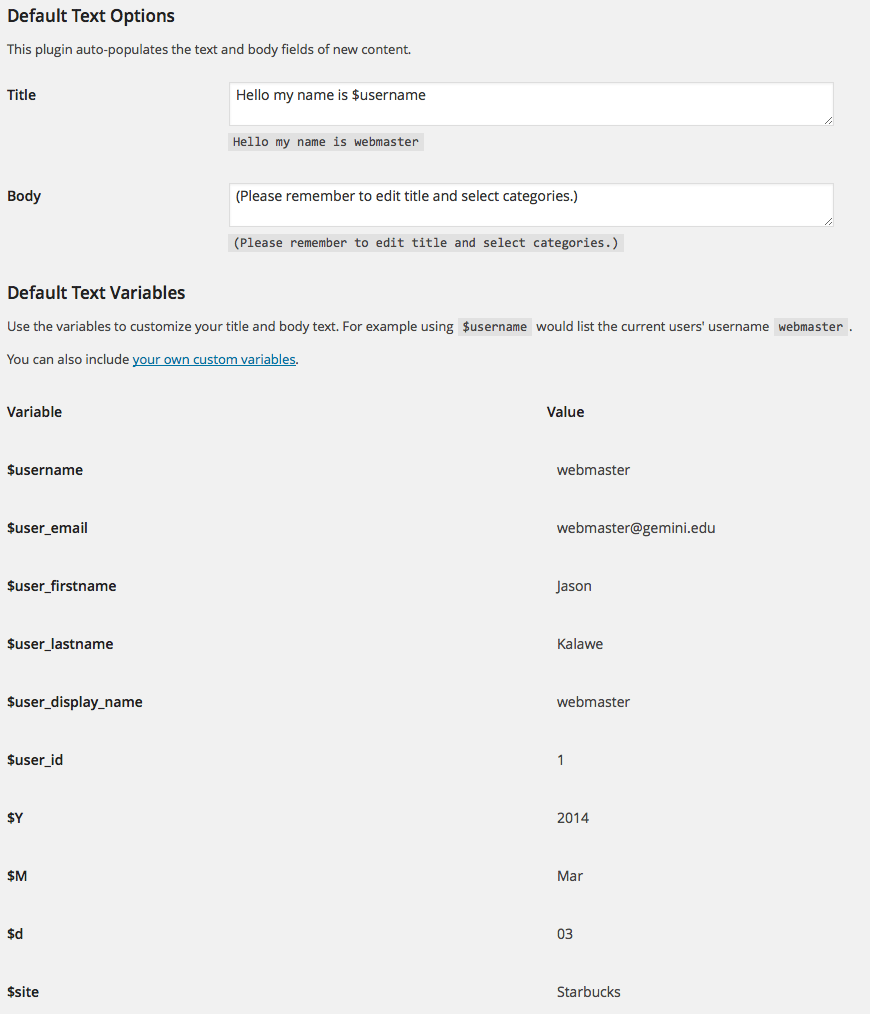 Default Text Options
This plugin auto-populates the text and body fields of new content.
Title
Hello my name is $username
Hello my name is webmaster
Body
(Please remember to edit title and select categories.)
(Please remember to edit title and select categories.)
Default Text Variables
Use the variables to customize your title and body text. For example using $username would list the current users' username webmaster .
You can also include your own custom variables.
Variable Value
$username webmaster
$user_email webmaster@gemini.edu
$user_firstname Jason
$user_lastname Kalawe
$user_display_name webmaster
$user_id 1
$Y 2014
$M Mar
$d 03
$site Starbucks